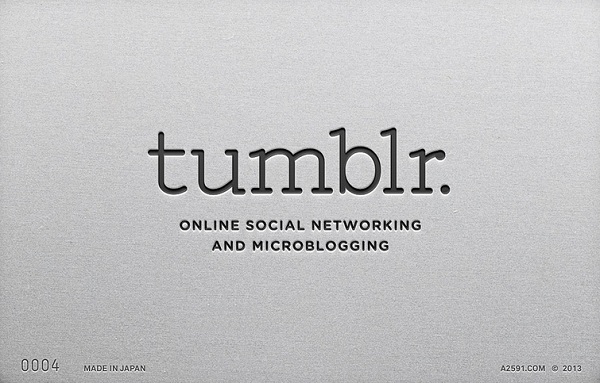 tumblr.
ONLINE SOCIAL NETWORKING
AND MICROBLOGGING
0004 MADE IN JAPAN A2591.COM © 2013